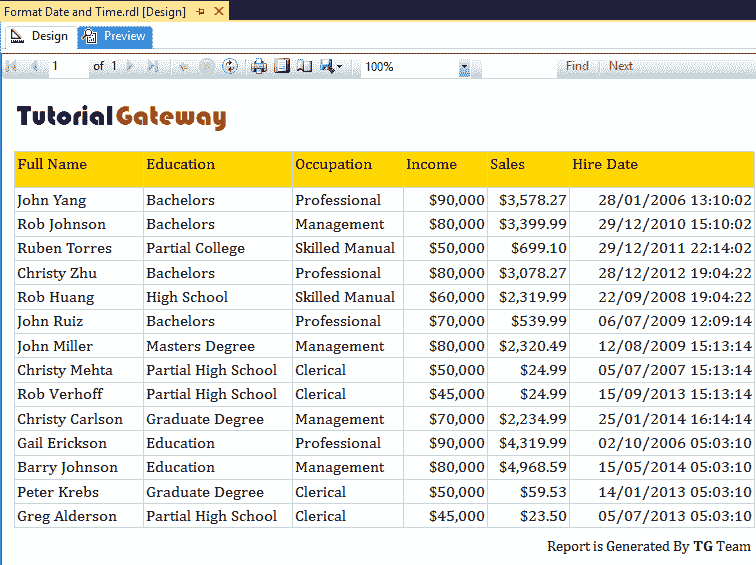 Format Date and Time.rdl [Design]
Design Preview
1 of 1 100% Find Next
TutorialGateway
Full Name Education Occupation Income Sales Hire Date
John Yang Bachelors Professional $90,000 $3,578.27 28/01/2006 13:10:02
Rob Johnson Bachelors Management $80,000 $3,399.99 29/12/2010 15:10:02
Ruben Torres Partial College Skilled Manual $50,000 $699.10 29/12/2011 22:14:02
Christy Zhu Bachelors Professional $80,000 $3,078.27 28/12/2012 19:04:22
Rob Huang High School Skilled Manual $60,000 $2,319.99 22/09/2008 19:04:22
John Ruiz Bachelors Professional $70,000 $539.99 06/07/2009 12:09:14
John Miller Masters Degree Management $80,000 $2,320.49 12/08/2009 15:13:14
Christy Mehta Partial High School Clerical $50,000 $24.99 05/07/2007 15:13:14
Rob Verhoff Partial High School Clerical $45,000 $24.99 15/09/2013 15:13:14
Christy Carlson Graduate Degree Management $70,000 $2,234.99 25/01/2014 16:14:14
Gail Erickson Education Professional $90,000 $4,319.99 02/10/2006 05:03:10
Barry Johnson Education Management $80,000 $4,968.59 15/05/2014 05:03:10
Peter Krebs Graduate Degree Clerical $50,000 $59.53 14/01/2013 05:03:10
Greg Alderson Partial High School Clerical $45,000 $23.50 05/07/2013 05:03:10
Report is Generated By TG Team